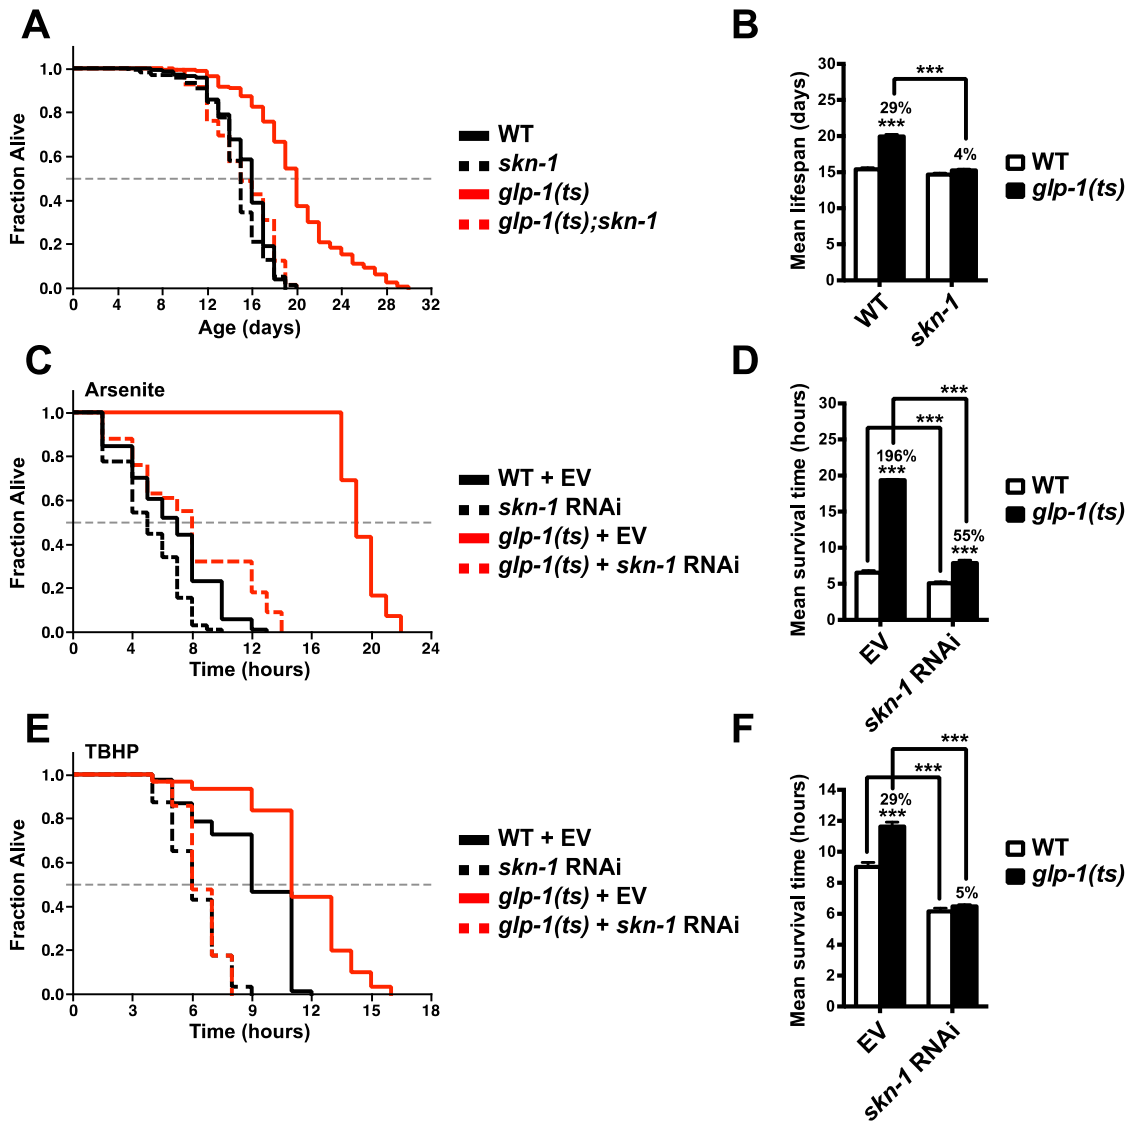 A
Fraction Alive
1.0
0.8
0.6
0.4
0.2
0.0
0 4 8 12 16 20 24 28 32
Age (days)
WT
skn-1
glp-1(ts)
glp-1(ts);skn-1
B
Mean lifespan (days)
30
25
20
15
10
5
0
***
29%
***
4%
WT
skn-1
WT
glp-1(ts)
C
Arsenite
Fraction Alive
1.0
0.8
0.6
0.4
0.2
0.0
0 4 8 12 16 20 24
Time (hours)
WT + EV
skn-1 RNAi
glp-1(ts) + EV
glp-1(ts) + skn-1 RNAi
D
Mean survival time (hours)
30
25
20
15
10
5
0
***
***
196%
***
55%
***
EV
skn-1 RNAi
WT
glp-1(ts)
E
TBHP
Fraction Alive
1.0
0.8
0.6
0.4
0.2
0.0
0 3 6 9 12 15 18
Time (hours)
WT + EV
skn-1 RNAi
glp-1(ts) + EV
glp-1(ts) + skn-1 RNAi
F
Mean survival time (hours)
14
12
10
8
6
4
2
0
***
***
29%
***
5%
EV
skn-1 RNAi
WT
glp-1(ts)